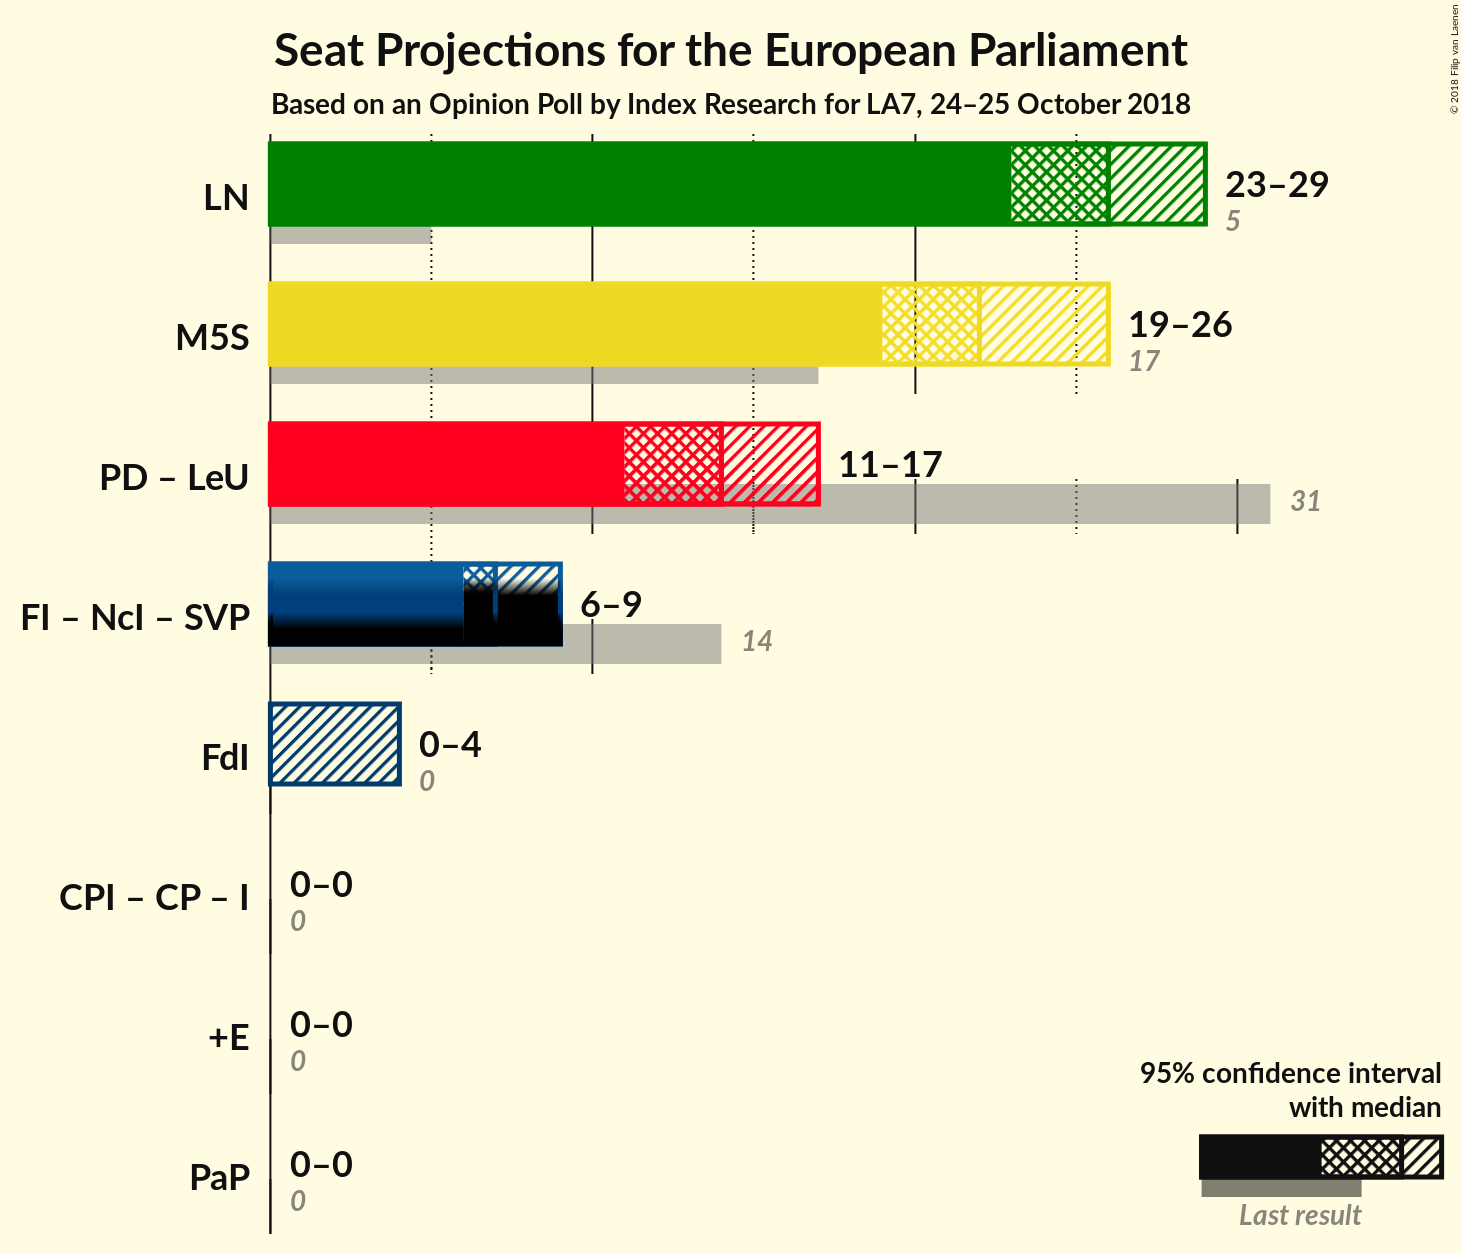 Seat Projections for the European Parliament
Based on an Opinion Poll by Index Research for LA7, 24–25 October 2018
© 2018 Filip van Laenen
LN
23–29
5
M5S
19–26
17
PD – LeU
11–17
31
FI – NcI – SVP
6–9
14
FdI
0–4
0
CPI – CP – I
0–0
0
+E
0–0
0
PaP
0–0
0
95% confidence interval
with median
Last result